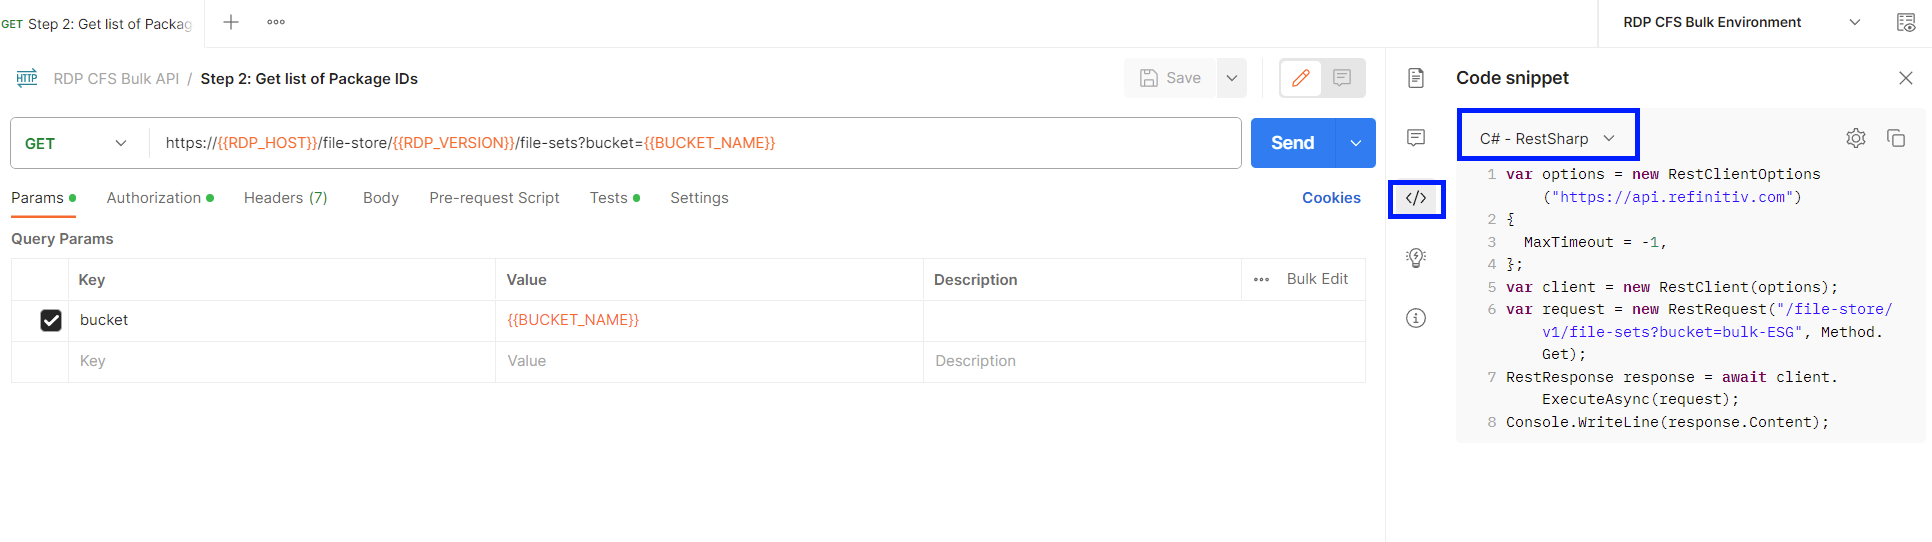 GET Step 2: Get list of Packag
RDP CFS Bulk Environment
HTTP RDP CFS Bulk API / Step 2: Get list of Package IDs
Save
GET
https://{{RDP_HOST}}/file-store/{{RDP_VERSION}}/file-sets?bucket={{BUCKET_NAME}}
Send
Params Authorization Headers (7) Body Pre-request Script Tests Settings Cookies
Query Params
Key Value Description Bulk Edit
bucket {{BUCKET_NAME}}
Key Value Description
Code snippet
C# - RestSharp
</>
1 var options = new RestClientOptions
("https://api.refinitiv.com")
2 {
3 MaxTimeout = -1,
4 };
5 var client = new RestClient(options);
6 var request = new RestRequest("/file-store/
v1/file-sets?bucket=bulk-ESG", Method.
Get);
7 RestResponse response = await client.
ExecuteAsync(request);
8 Console.WriteLine(response.Content);